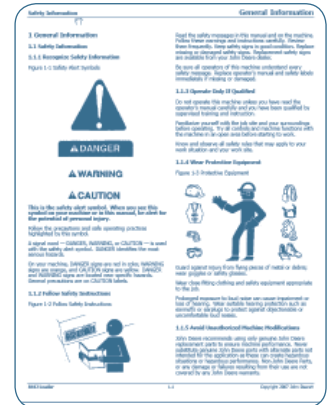 Safety Information
General Information
1 General Information
1.1 Safety Information
1.1.1 Recognize Safety Information
Figure 1-1 Safety Alert Symbols
DANGER
WARNING
CAUTION
This is the safety alert symbol. When you see this
symbol on your machine or in this manual, be alert for
the potential of personal injury.
Follow the precautions and safe operating practices
highlighted by this symbol.
A signal word — DANGER, WARNING, or CAUTION — is used
with the safety alert symbol. DANGER identifies the most
serious hazards.
On your machine, DANGER signs are red in color, WARNING
signs are orange, and CAUTION signs are yellow. DANGER
and WARNING signs are located near specific hazards.
General precautions are on CAUTION labels.
1.1.2 Follow Safety Instructions
Figure 1-2 Follow Safety Instructions
Read the safety messages in this manual and on the machine.
Follow these warnings and instructions carefully. Review
them frequently. Keep safety signs in good condition. Replace
missing or damaged safety signs. Replacement safety signs
are available from your John Deere dealer.
Be sure all operators of this machine understand every
safety message. Replace operator's manual and safety labels
immediately if missing or damaged.
1.1.3 Operate Only If Qualified
Do not operate this machine unless you have read the
operator's manual carefully and you have been qualified by
supervised training and instruction.
Familiarize yourself with the job site and your surroundings
before operating. Try all controls and machine functions with
the machine in an open area before starting to work.
Know and observe all safety rules that may apply to your
work situation and your work site.
1.1.4 Wear Protective Equipment
Figure 1-3 Protective Equipment
Guard against injury from flying pieces of metal or debris,
wear goggles or safety glasses.
Wear close fitting clothing and safety equipment appropriate
to the job.
Prolonged exposure to loud noise can cause impairment or
loss of hearing. Wear suitable hearing protection such as
earmuffs or earplugs to protect against objectionable or
uncomfortable loud noises.
1.1.5 Avoid Unauthorized Machine Modifications
John Deere recommends using only genuine John Deere
replacement parts to ensure machine performance. Never
substitute genuine John Deere parts with alternate parts not
intended for the application as these can create hazardous
situations or hazardous performance. Non-John Deere Parts,
or any damage or failures resulting from their use are not
covered by any John Deere warranty.
1-1
Copyright 2007 John Deere